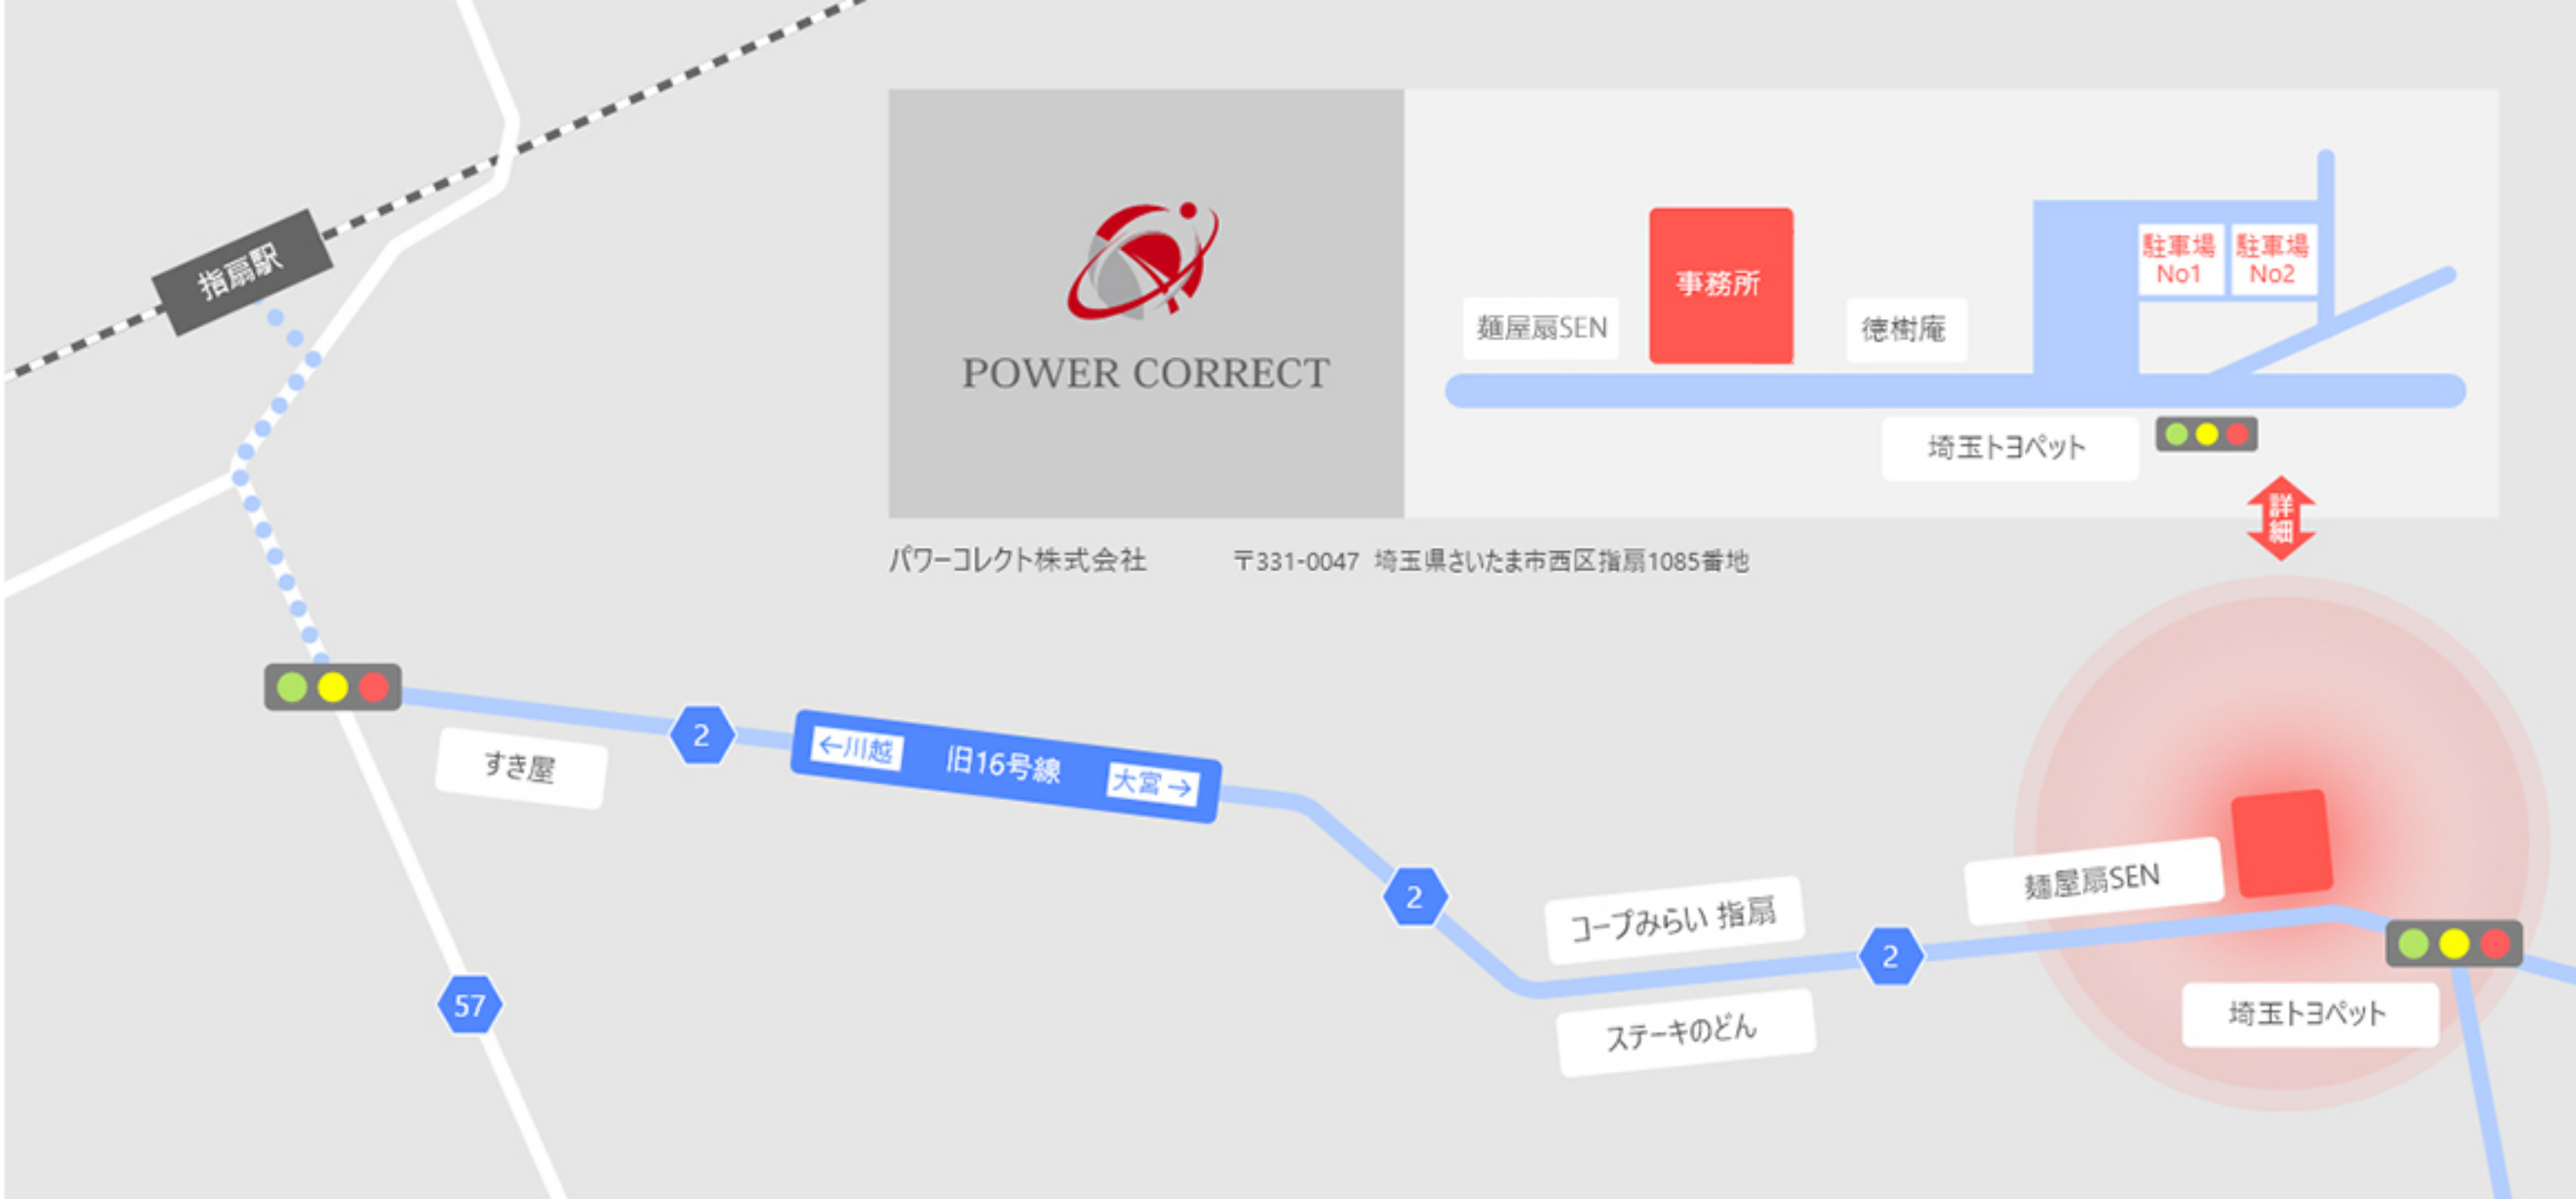 指扇駅
POWER CORRECT
麺屋扇SEN
事務所
徳樹庵
駐車場
No1
駐車場
No2
埼玉トヨペット
詳細
パワーコレクト株式会社
〒331-0047 埼玉県さいたま市西区指扇1085番地
すき屋
2
←川越
旧16号線
大宮→
2
コープみらい 指扇
ステーキのどん
2
麺屋扇SEN
埼玉トヨペット
57